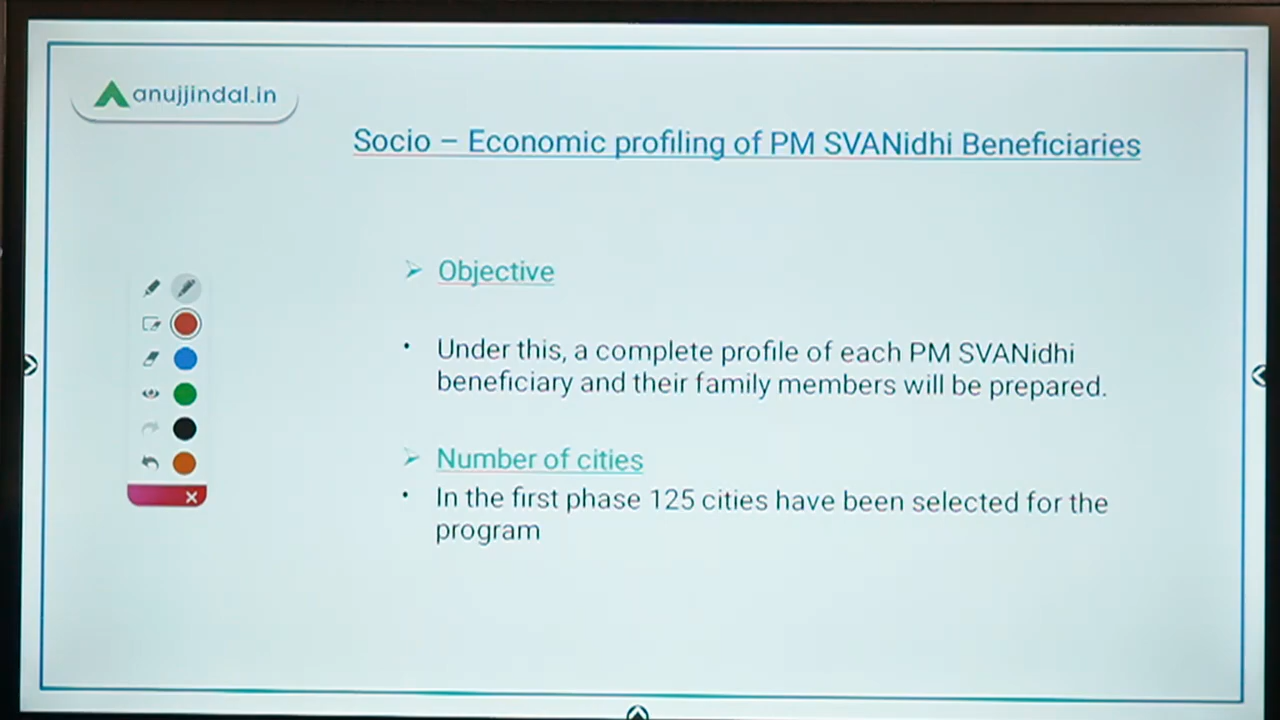 anujjindal.in
Socio – Economic profiling of PM SVANidhi Beneficiaries
Objective
Under this, a complete profile of each PM SVANidhi
beneficiary and their family members will be prepared.
Number of cities
In the first phase 125 cities have been selected for the
program